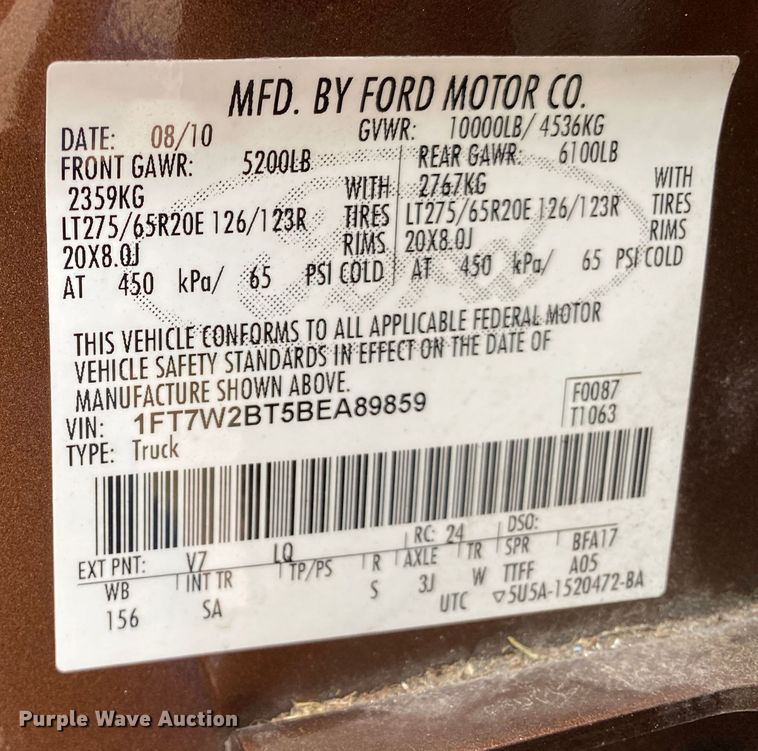 MFD. BY FORD MOTOR CO.
DATE: 08/10 GVWR: 10000LB/ 4536KG
FRONT GAWR: 5200LB REAR GAWR: 6100LB
2359KG WITH 2767KG WITH
LT275/65R20E 126/123R TIRES LT275/65R20E 126/123R TIRES
20X8.0J RIMS 20X8.0J RIMS
AT 450 kPa/ 65 PSI COLD AT 450 kPa/ 65 PSI COLD
THIS VEHICLE CONFORMS TO ALL APPLICABLE FEDERAL MOTOR
VEHICLE SAFETY STANDARDS IN EFFECT ON THE DATE OF
MANUFACTURE SHOWN ABOVE.
VIN: 1FT7W2BT5BEA89859 F0087
TYPE: Truck T1063
EXT PNT: V7 LQ RC: 24 DSO:
WB INT TR TP/PS R AXLE TR SPR BFA17
156 SA S 3J W TTFF A05
UTC ▽5U5A-1520472-BA
Purple Wave Auction